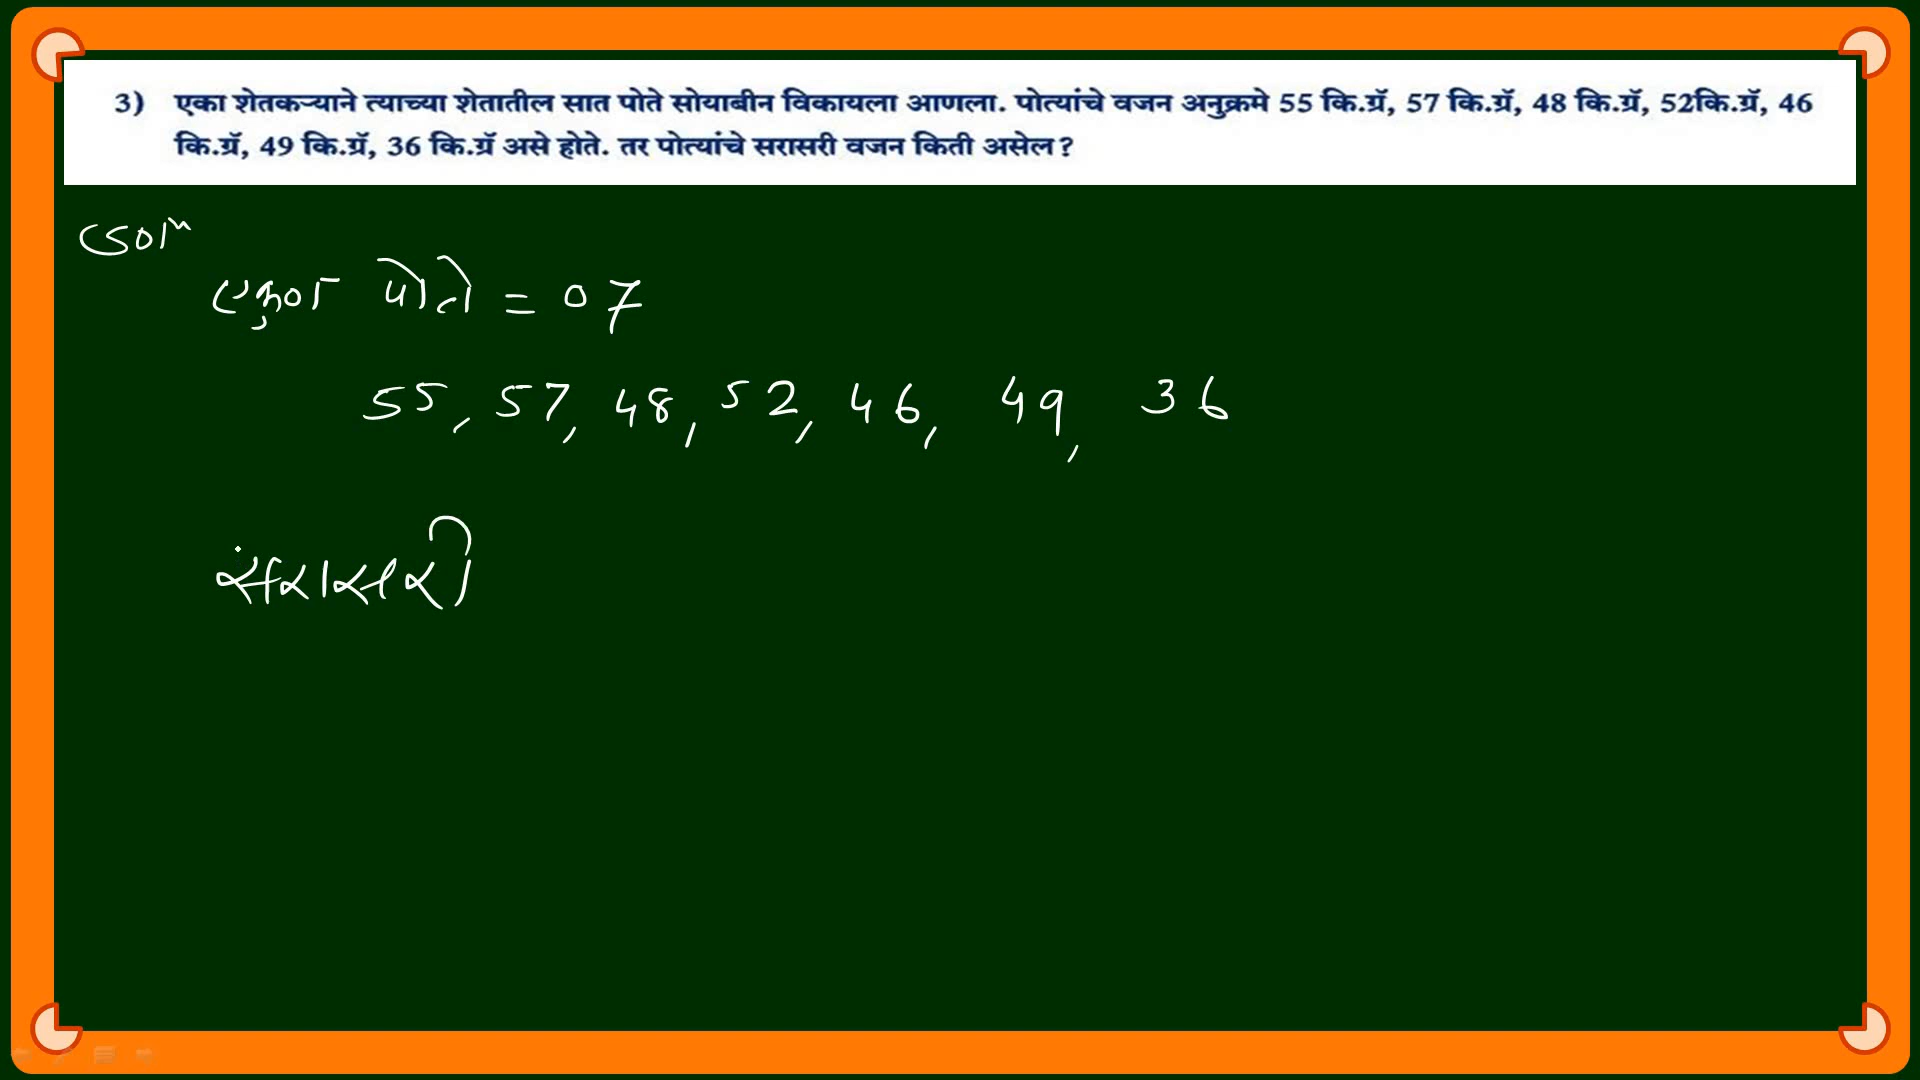 3) एका शेतकऱ्याने त्याच्या शेतातील सात पोते सोयाबीन विकायला आणला. पोत्यांचे वजन अनुक्रमे 55 कि.ग्रॅ, 57 कि.ग्रॅ, 48 कि.ग्रॅ, 52कि.ग्रॅ, 46
कि.ग्रॅ, 49 कि.ग्रॅ, 36 कि.ग्रॅ असे होते. तर पोत्यांचे सरासरी वजन किती असेल?
Solⁿ
एकूण पोते = 07
55, 57, 48, 52, 46, 49, 36
सरासरी